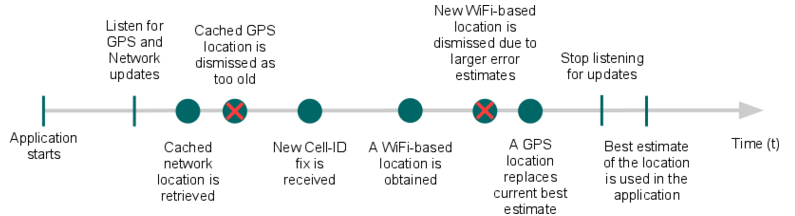 Application
starts
Listen for
GPS and
Network
updates
Cached
network
location is
retrieved
Cached GPS
location is
dismissed as
too old
New Cell-ID
fix is
received
A WiFi-based
location is
obtained
New WiFi-based
location is
dismissed due to
larger error
estimates
A GPS
location
replaces
current best
estimate
Stop listening
for updates
Best estimate
of the location
is used in the
application
Time (t)